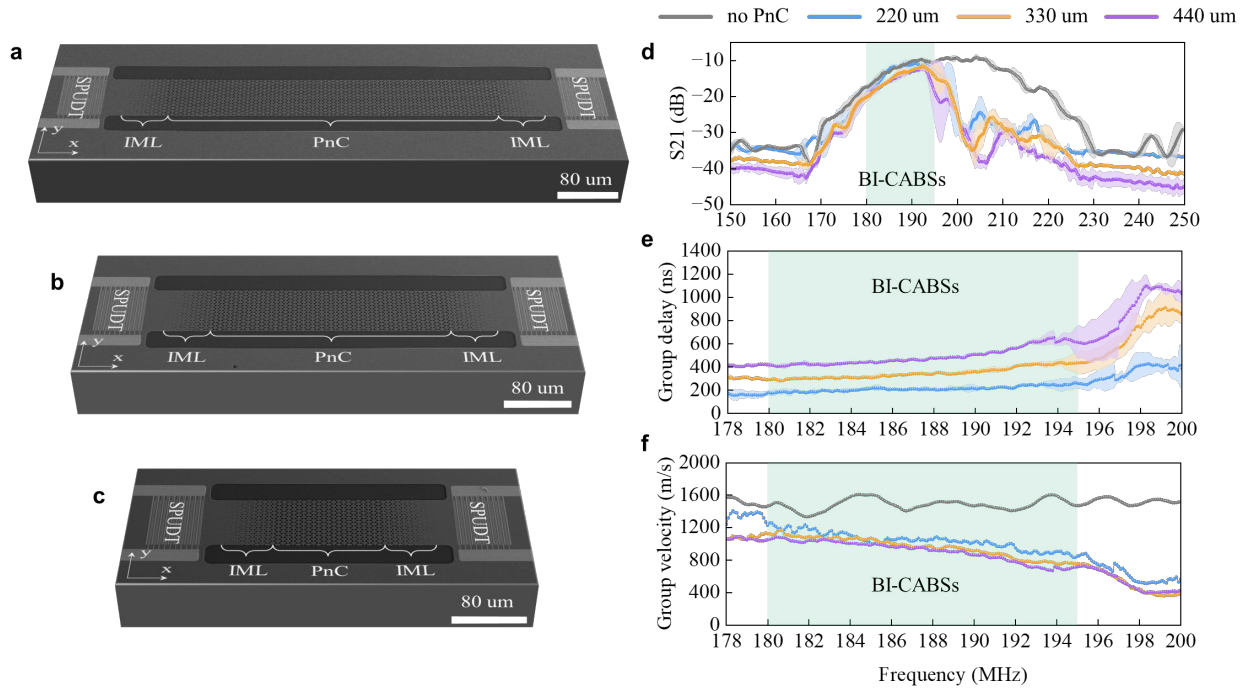 no PnC 220 um 330 um 440 um
a
SPUDT
SPUDT
y
x
IML PnC IML
80 um
b
SPUDT
SPUDT
y
x
IML PnC IML
80 um
c
SPUDT
SPUDT
y
x
IML PnC IML
80 um
d
S21 (dB)
−10
−20
−30
−40
−50
BI-CABSs
150 160 170 180 190 200 210 220 230 240 250
e
Group delay (ns)
1400
1200
1000
800
600
400
200
0
BI-CABSs
178 180 182 184 186 188 190 192 194 196 198 200
f
Group velocity (m/s)
2000
1600
1200
800
400
0
BI-CABSs
178 180 182 184 186 188 190 192 194 196 198 200
Frequency (MHz)